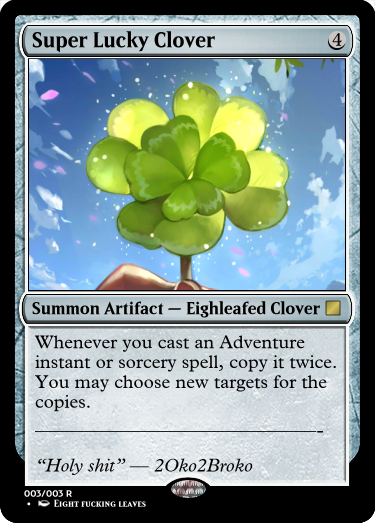 Super Lucky Clover 4
Summon Artifact — Eighleafed Clover
Whenever you cast an Adventure
instant or sorcery spell, copy it twice.
You may choose new targets for the
copies.
“Holy shit” — 2Oko2Broko
003/003 R
• EIGHT FUCKING LEAVES